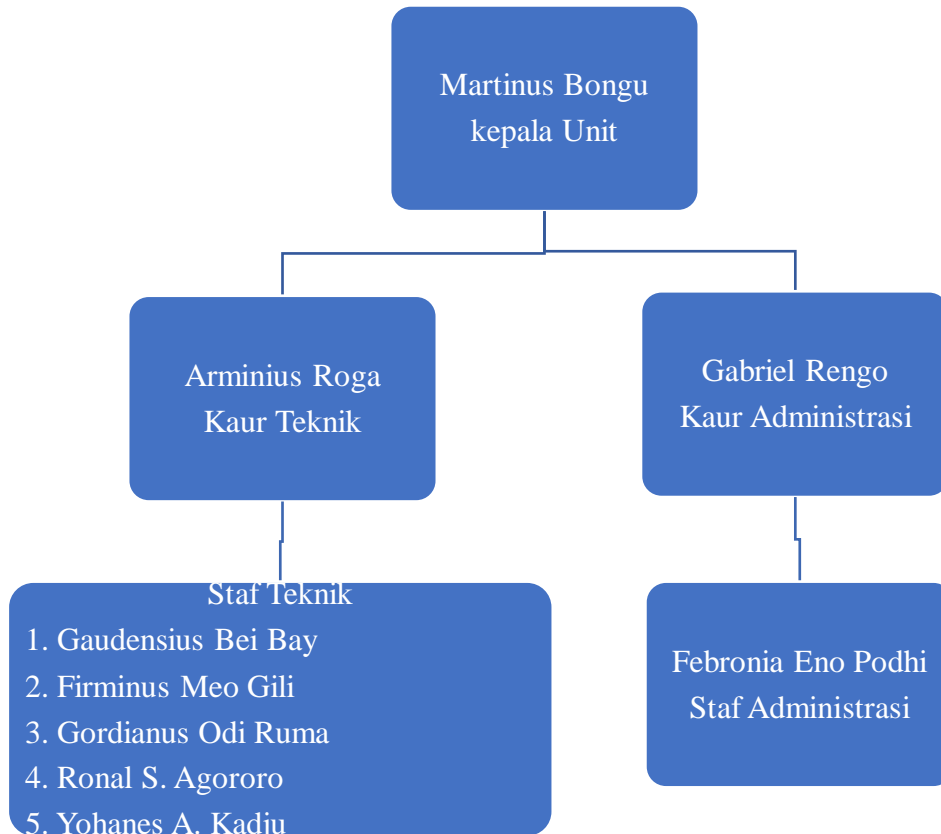 Martinus Bongu
kepala Unit
Arminius Roga
Kaur Teknik
Gabriel Rengo
Kaur Administrasi
Staf Teknik
1. Gaudensius Bei Bay
2. Firminus Meo Gili
3. Gordianus Odi Ruma
4. Ronal S. Agororo
5. Yohanes A. Kadju
Febronia Eno Podhi
Staf Administrasi